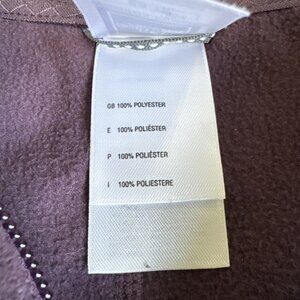 GB 100% POLYESTER
E 100% POLIÉSTER
P 100% POLIÉSTER
I 100% POLIESTERE